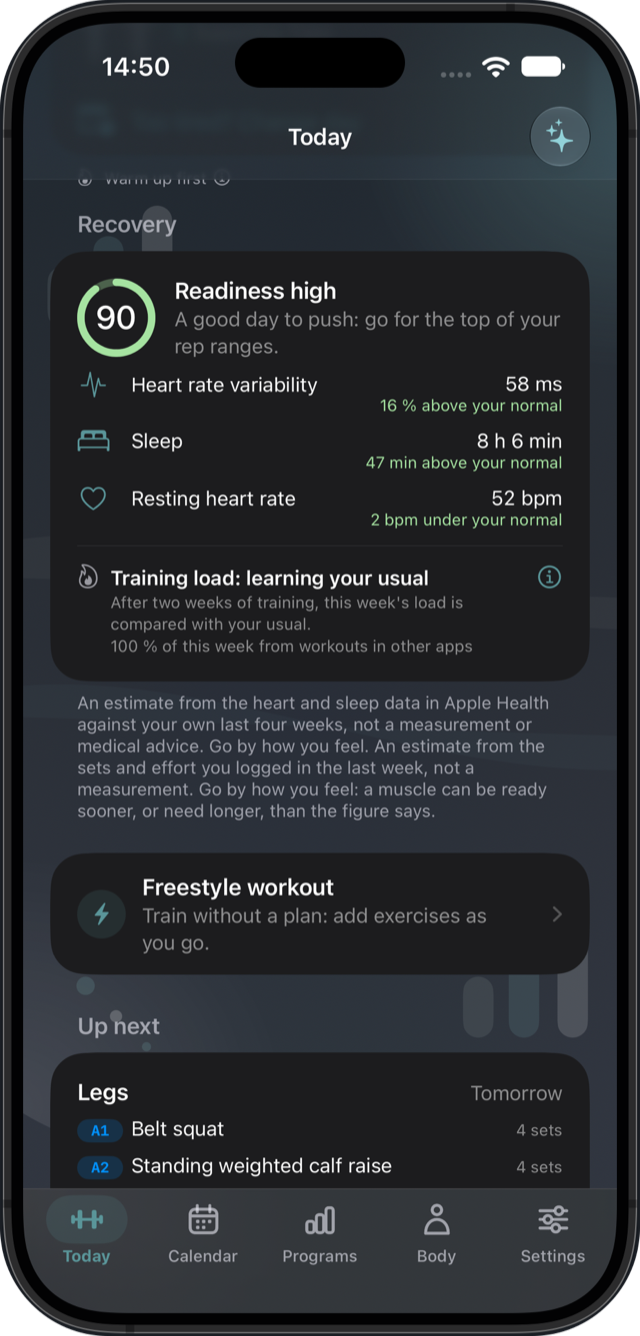 14:50
Today
Warm up first
Recovery
90
Readiness high
A good day to push: go for the top of your
rep ranges.
Heart rate variability
58 ms
16 % above your normal
Sleep
8 h 6 min
47 min above your normal
Resting heart rate
52 bpm
2 bpm under your normal
Training load: learning your usual
After two weeks of training, this week's load is
compared with your usual.
100 % of this week from workouts in other apps
An estimate from the heart and sleep data in Apple Health
against your own last four weeks, not a measurement or
medical advice. Go by how you feel. An estimate from the
sets and effort you logged in the last week, not a
measurement. Go by how you feel: a muscle can be ready
sooner, or need longer, than the figure says.
Freestyle workout
Train without a plan: add exercises as
you go.
Up next
Legs
Tomorrow
A1 Belt squat
4 sets
A2 Standing weighted calf raise
4 sets
Today
Calendar
Programs
Body
Settings